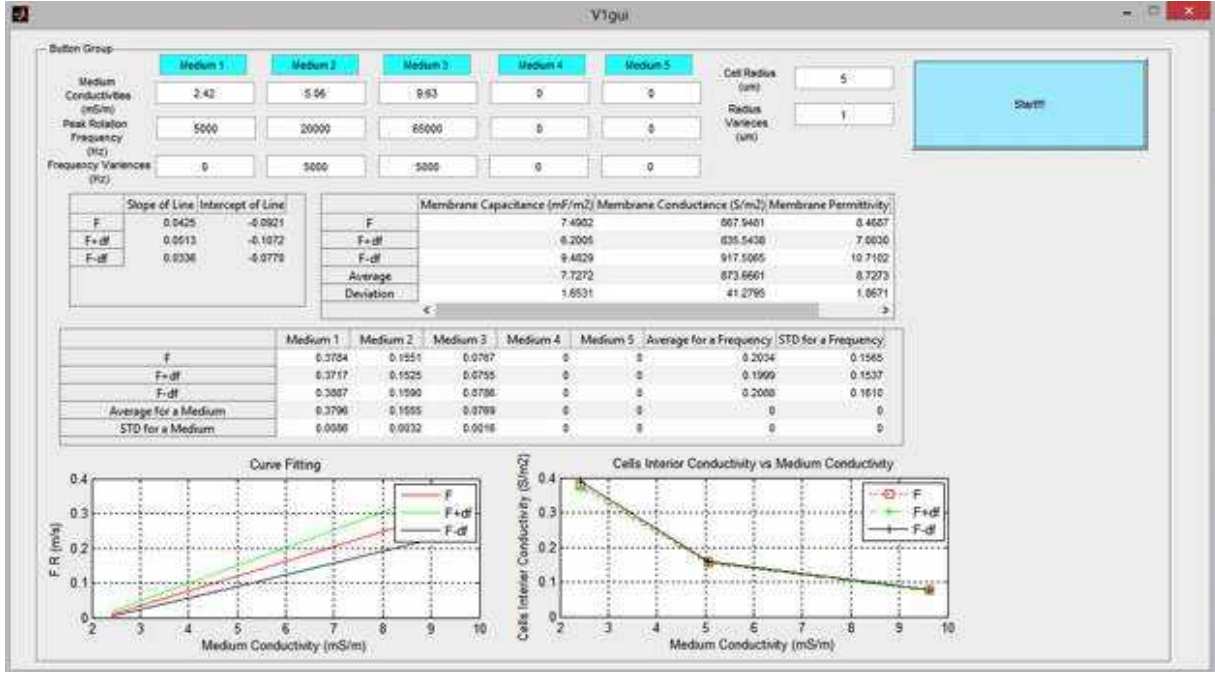 V1gui
Button Group
Medium 1 Medium 2 Medium 3 Medium 4 Medium 5
Medium Conductivities (mS/m) 2.42 5.06 9.63 0 0
Cell Radius (um) 5
Start!!!
Peak Rotation Frequency (Hz) 5000 20000 65000 0 0
Radius Varieces (um) 1
Frequency Variences (Hz) 0 5000 5000 0 0
Slope of Line Intercept of Line
F 0.0425 -0.0921
F+df 0.0513 -0.1072
F-df 0.0336 -0.0770
Membrane Capacitance (mF/m2) Membrane Conductance (S/m2) Membrane Permittivity
F 7.4982 867.9481 8.4687
F+df 6.2005 835.5438 7.0030
F-df 9.4829 917.5065 10.7102
Average 7.7272 873.6661 8.7273
Deviation 1.6531 41.2795 1.8671
Medium 1 Medium 2 Medium 3 Medium 4 Medium 5 Average for a Frequency STD for a Frequency
F 0.3784 0.1551 0.0767 0 0 0.2034 0.1565
F+df 0.3717 0.1525 0.0755 0 0 0.1999 0.1537
F-df 0.3887 0.1590 0.0786 0 0 0.2088 0.1610
Average for a Medium 0.3796 0.1555 0.0769 0 0 0 0
STD for a Medium 0.0086 0.0032 0.0016 0 0 0 0
Curve Fitting
F R (m/s)
0.4
0.3
0.2
0.1
0
2 3 4 5 6 7 8 9 10
Medium Conductivity (mS/m)
F
F+df
F-df
Cells Interior Conductivity vs Medium Conductivity
Cells Interior Conductivity (S/m2)
0.4
0.3
0.2
0.1
0
2 3 4 5 6 7 8 9 10
Medium Conductivity (mS/m)
F
F+df
F-df